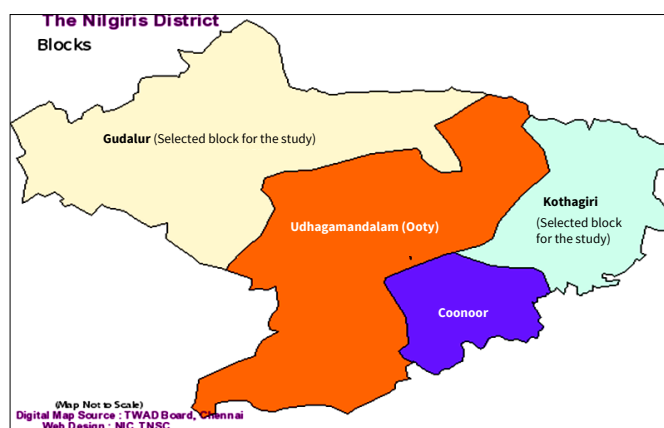 The Nilgiris District
Blocks
Gudalur (Selected block for the study)
Kothagiri
(Selected block
for the study)
Udhagamandalam (Ooty)
Coonoor
(Map Not to Scale)
Digital Map Source : TWAD Board, Chennai
Web Design : NIC, TNSC